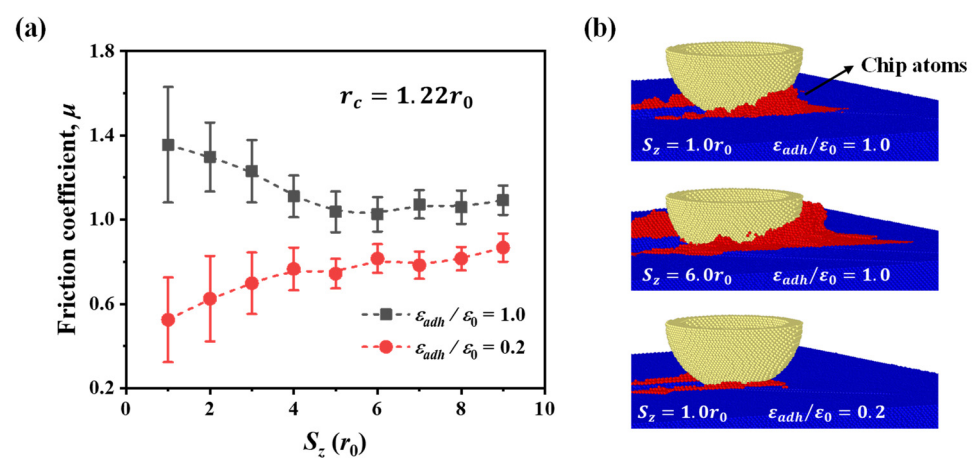 (a)
Friction coefficient, μ
1.8
1.4
1.0
0.6
0.2
r_c = 1.22r_0
ε_adh / ε_0 = 1.0
ε_adh / ε_0 = 0.2
0 2 4 6 8 10
S_z (r_0)
(b)
Chip atoms
S_z = 1.0r_0 ε_adh/ε_0 = 1.0
S_z = 6.0r_0 ε_adh/ε_0 = 1.0
S_z = 1.0r_0 ε_adh/ε_0 = 0.2